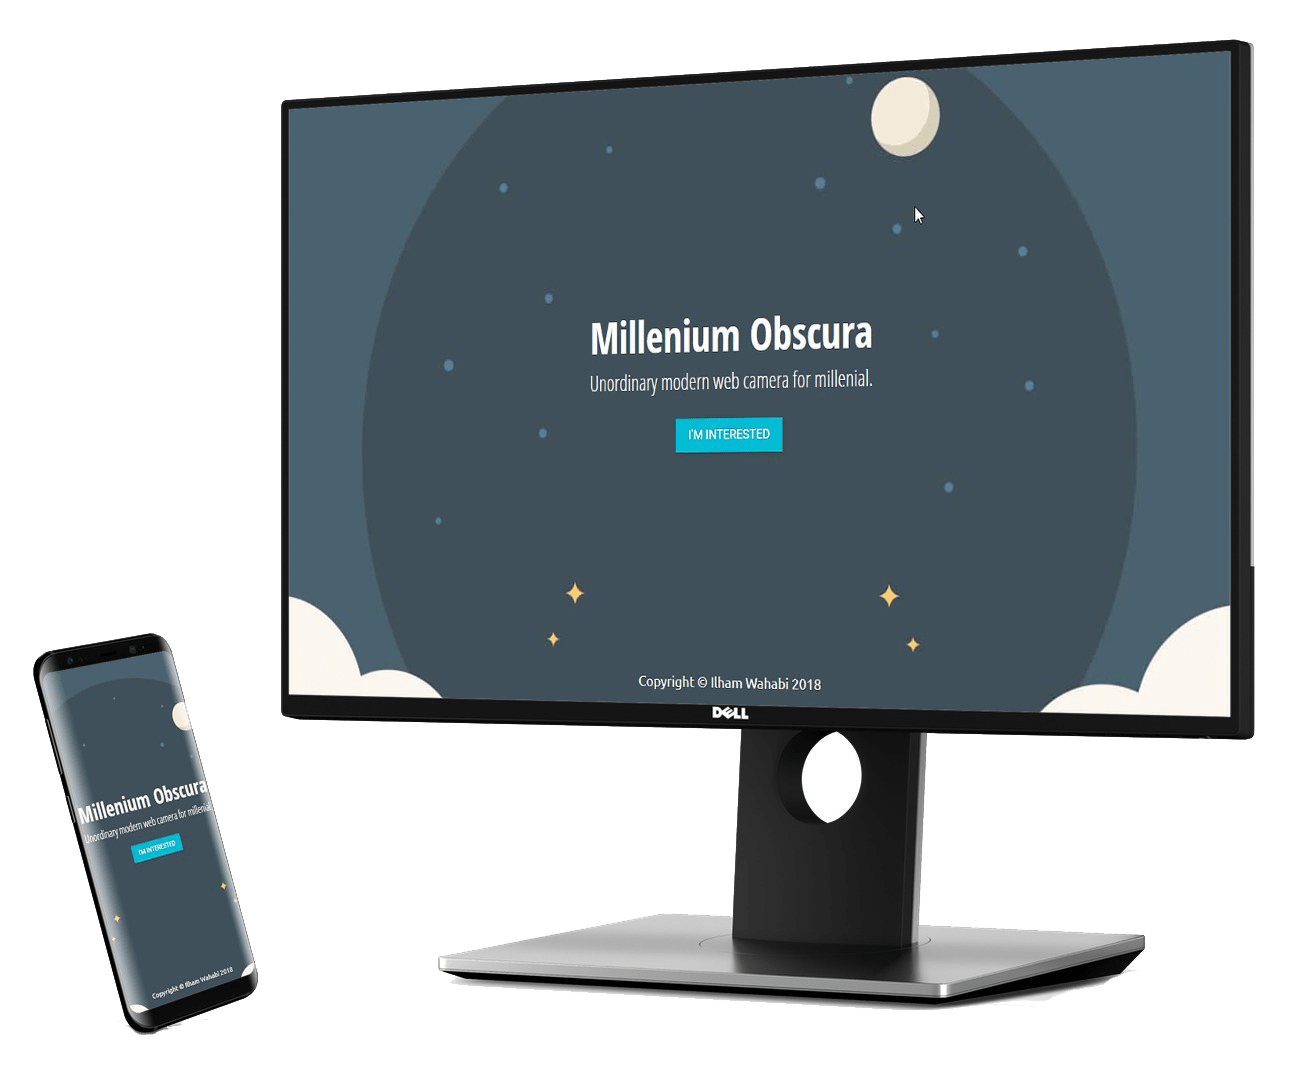 Millenium Obscura
Unordinary modern web camera for millenial.
I'M INTERESTED
Copyright © Ilham Wahabi 2018
DELL
Millenium Obscura
Unordinary modern web camera for millenial
I'M INTERESTED
Copyright © Ilham Wahabi 2018